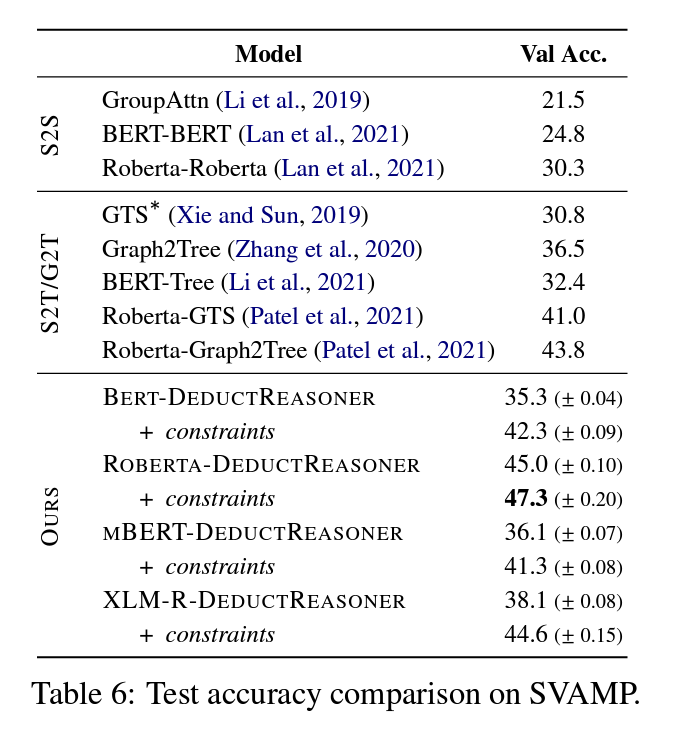 Model Val Acc.
S2S
GroupAttn (Li et al., 2019) 21.5
BERT-BERT (Lan et al., 2021) 24.8
Roberta-Roberta (Lan et al., 2021) 30.3
S2T/G2T
GTS* (Xie and Sun, 2019) 30.8
Graph2Tree (Zhang et al., 2020) 36.5
BERT-Tree (Li et al., 2021) 32.4
Roberta-GTS (Patel et al., 2021) 41.0
Roberta-Graph2Tree (Patel et al., 2021) 43.8
OURS
BERT-DEDUCTREASONER 35.3 (± 0.04)
+ constraints 42.3 (± 0.09)
ROBERTA-DEDUCTREASONER 45.0 (± 0.10)
+ constraints 47.3 (± 0.20)
MBERT-DEDUCTREASONER 36.1 (± 0.07)
+ constraints 41.3 (± 0.08)
XLM-R-DEDUCTREASONER 38.1 (± 0.08)
+ constraints 44.6 (± 0.15)
Table 6: Test accuracy comparison on SVAMP.